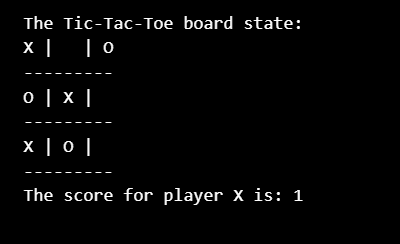 The Tic-Tac-Toe board state:
X |   | O
---------
O | X |
---------
X | O |
---------
The score for player X is: 1